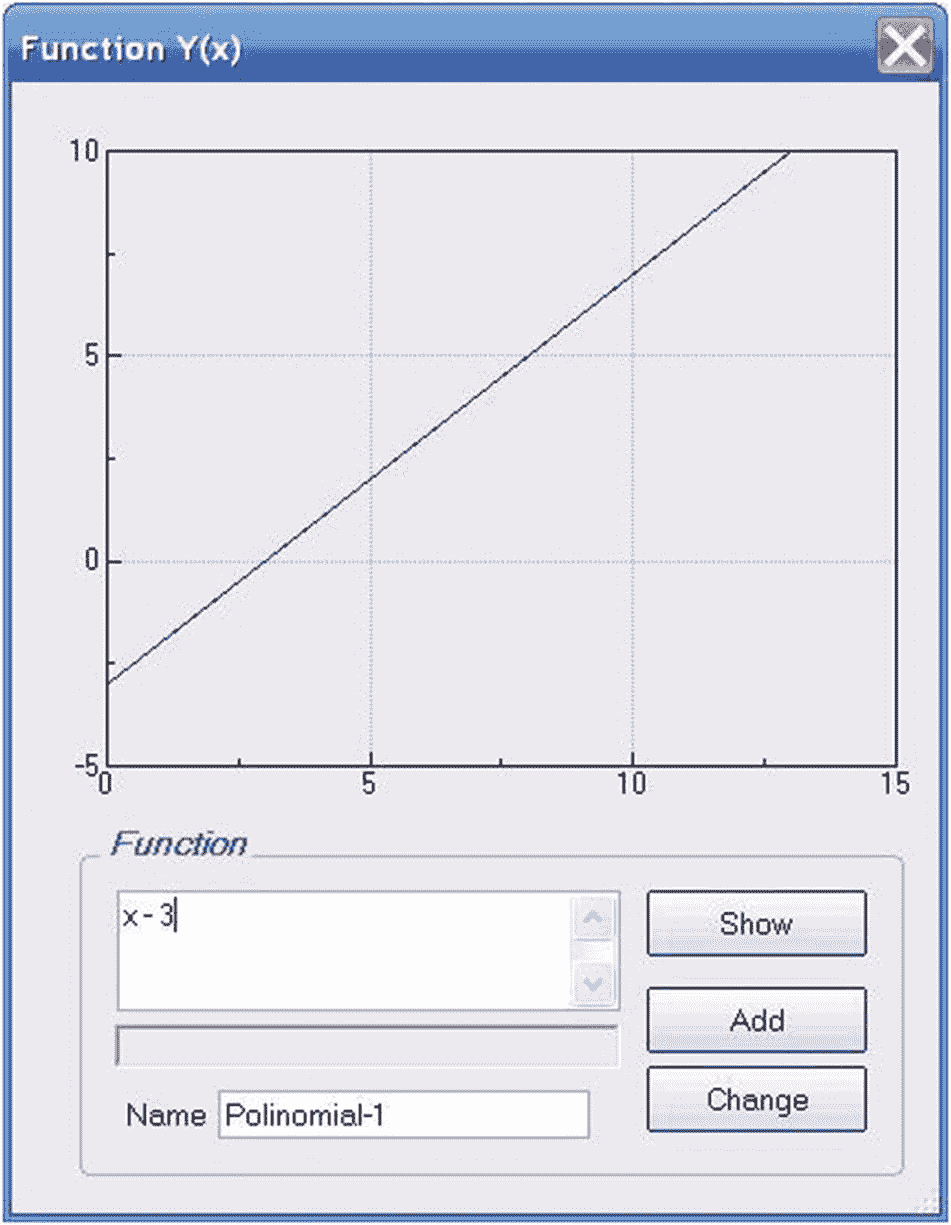 Function Y(x)
10
5
0
-5
0 5 10 15
Function
x - 3
Show
Add
Change
Name Polinomial-1